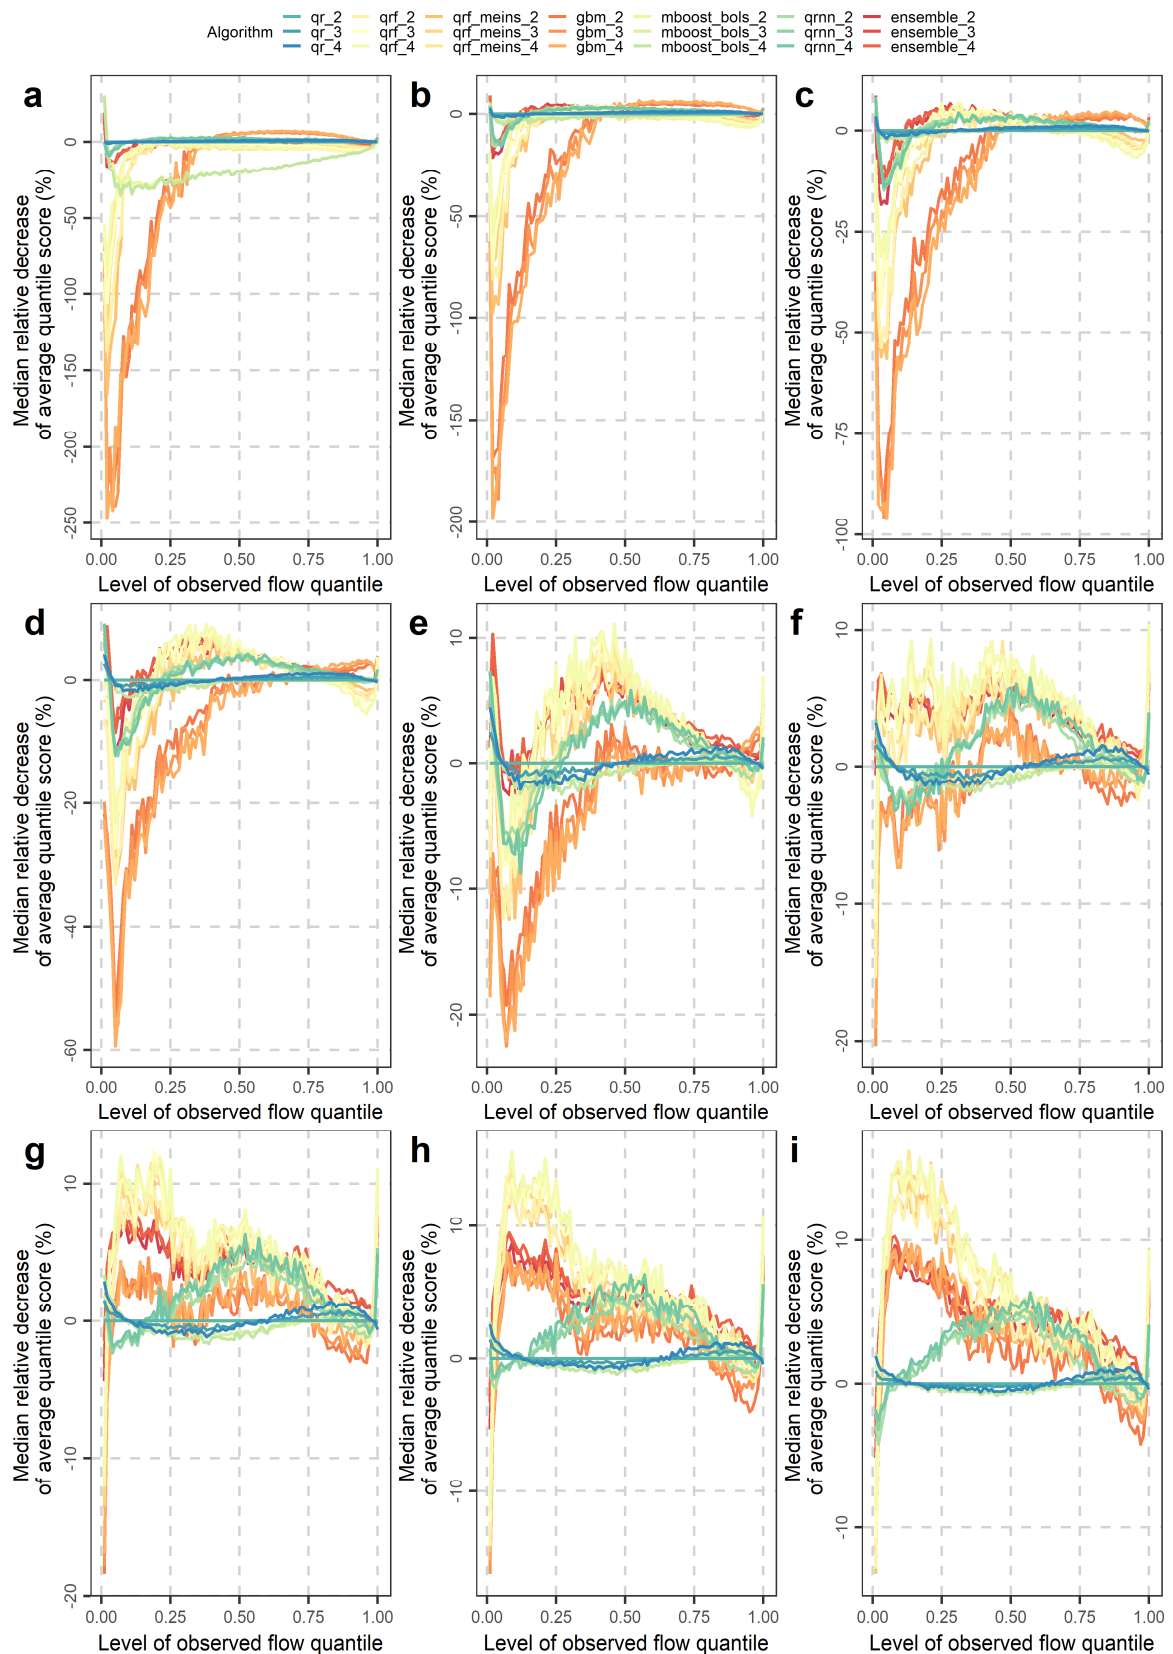 Algorithm
qr_2 qrf_2 qrf_meins_2 gbm_2 mboost_bols_2 qrnn_2 ensemble_2
qr_3 qrf_3 qrf_meins_3 gbm_3 mboost_bols_3 qrnn_3 ensemble_3
qr_4 qrf_4 qrf_meins_4 gbm_4 mboost_bols_4 qrnn_4 ensemble_4
a
Median relative decrease
of average quantile score (%)
0
-50
-100
-150
-200
-250
0.00 0.25 0.50 0.75 1.00
Level of observed flow quantile
b
Median relative decrease
of average quantile score (%)
0
-50
-100
-150
-200
0.00 0.25 0.50 0.75 1.00
Level of observed flow quantile
c
Median relative decrease
of average quantile score (%)
0
-25
-50
-75
-100
0.00 0.25 0.50 0.75 1.00
Level of observed flow quantile
d
Median relative decrease
of average quantile score (%)
0
-20
-40
-60
0.00 0.25 0.50 0.75 1.00
Level of observed flow quantile
e
Median relative decrease
of average quantile score (%)
10
0
-10
-20
0.00 0.25 0.50 0.75 1.00
Level of observed flow quantile
f
Median relative decrease
of average quantile score (%)
10
0
-10
-20
0.00 0.25 0.50 0.75 1.00
Level of observed flow quantile
g
Median relative decrease
of average quantile score (%)
10
0
-10
-20
0.00 0.25 0.50 0.75 1.00
Level of observed flow quantile
h
Median relative decrease
of average quantile score (%)
10
0
-10
0.00 0.25 0.50 0.75 1.00
Level of observed flow quantile
i
Median relative decrease
of average quantile score (%)
10
0
-10
0.00 0.25 0.50 0.75 1.00
Level of observed flow quantile